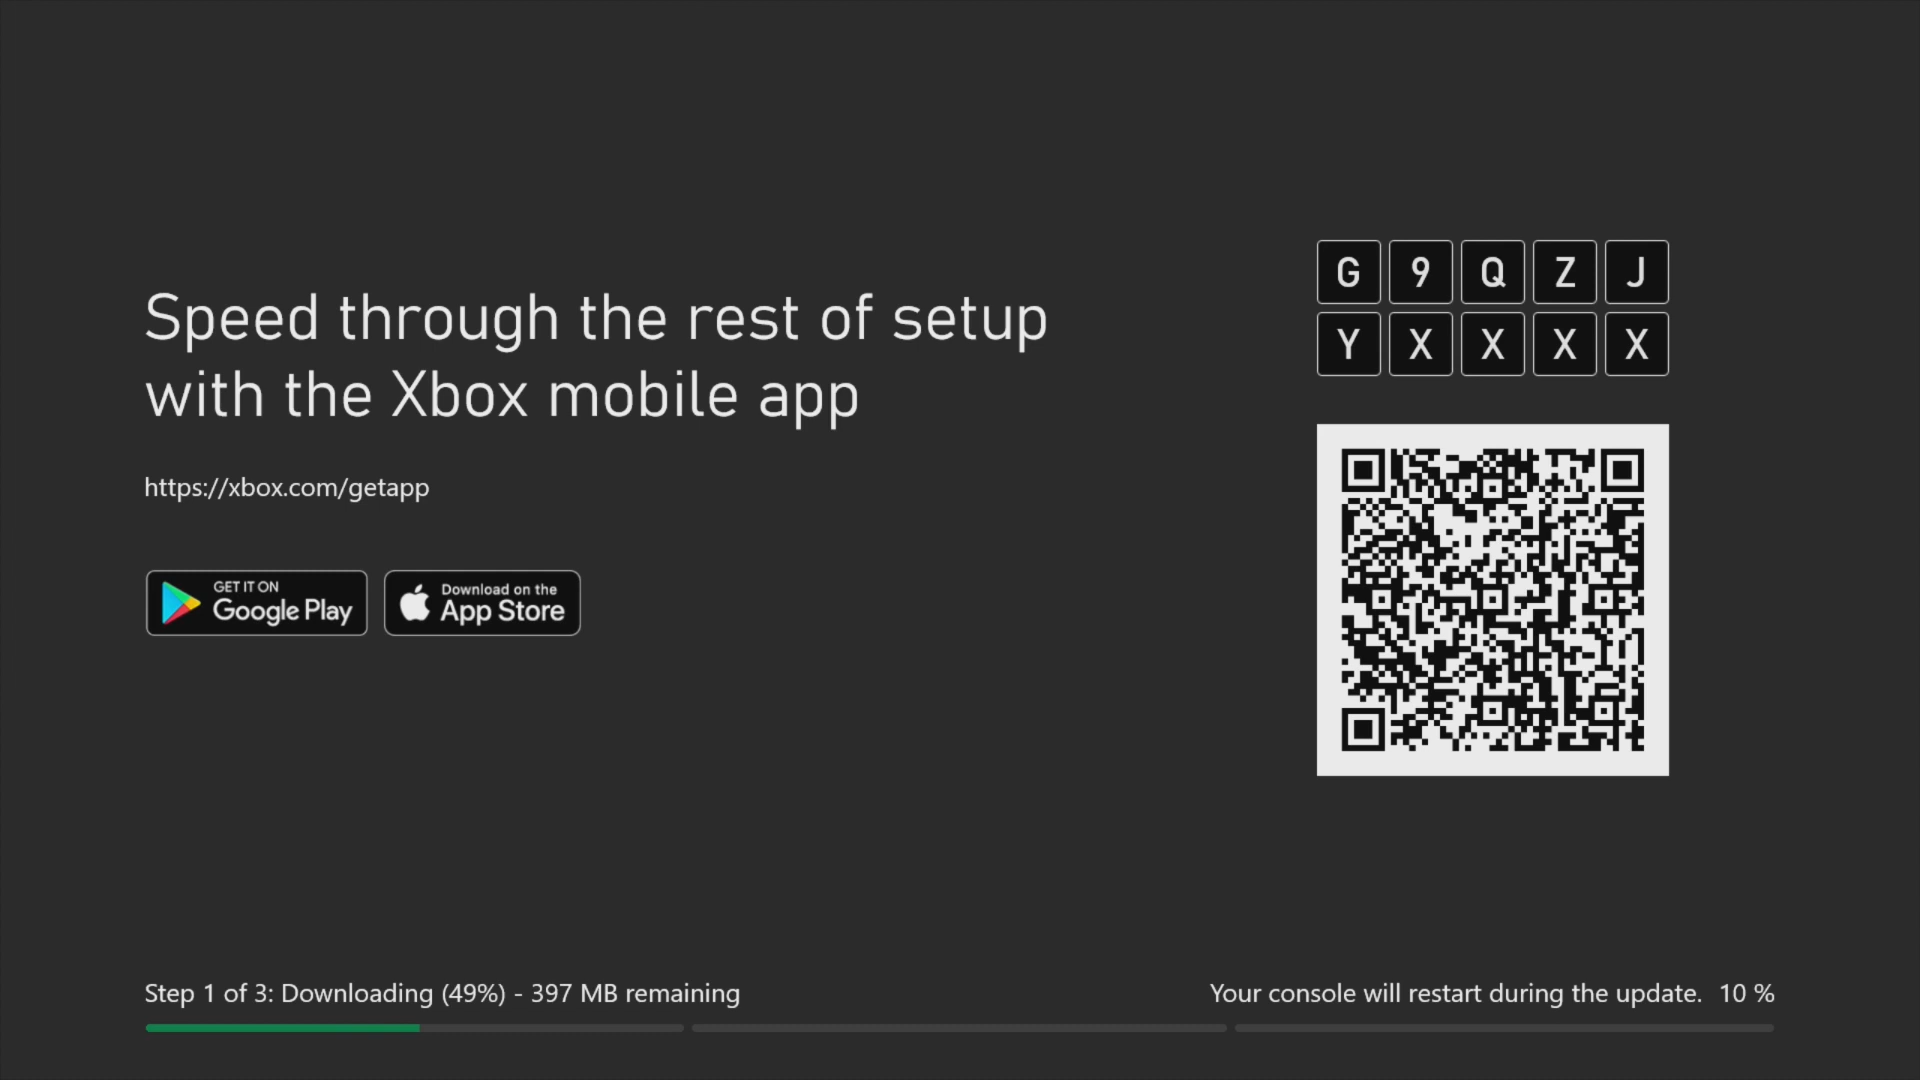 Speed through the rest of setup
with the Xbox mobile app
https://xbox.com/getapp
GET IT ON
Google Play
Download on the
App Store
G 9 Q Z J
Y X X X X
Step 1 of 3: Downloading (49%) - 397 MB remaining
Your console will restart during the update. 10 %